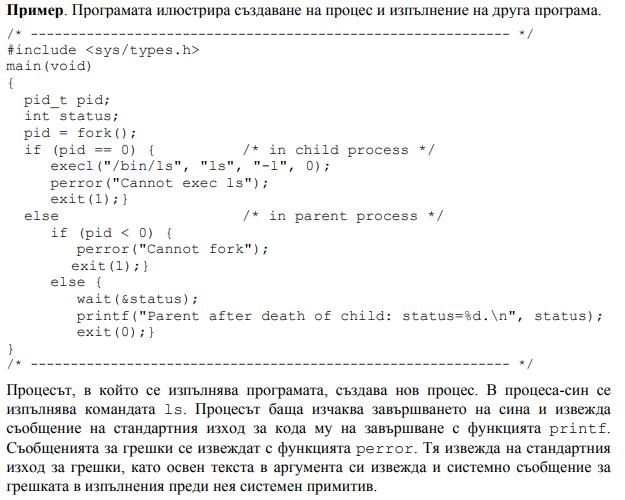 Пример. Програмата илюстрира създаване на процес и изпълнение на друга програма.
/* ------------------------------------------------------------ */
#include <sys/types.h>
main(void)
{
  pid_t pid;
  int status;
  pid = fork();
  if (pid == 0) {          /* in child process */
     execl("/bin/ls", "ls", "-l", 0);
     perror("Cannot exec ls");
     exit(1);}
  else                     /* in parent process */
     if (pid < 0) {
        perror("Cannot fork");
       exit(1);}
     else {
        wait(&status);
        printf("Parent after death of child: status=%d.\n", status);
        exit(0);}
}
/* ------------------------------------------------------------ */
Процесът, в който се изпълнява програмата, създава нов процес. В процеса-син се
изпълнява командата ls. Процесът баща изчаква завършването на сина и извежда
съобщение на стандартния изход за кода му на завършване с функцията printf.
Съобщенията за грешки се извеждат с функцията perror. Тя извежда на стандартния
изход за грешки, като освен текста в аргумента си извежда и системно съобщение за
грешката в изпълнения преди нея системен примитив.